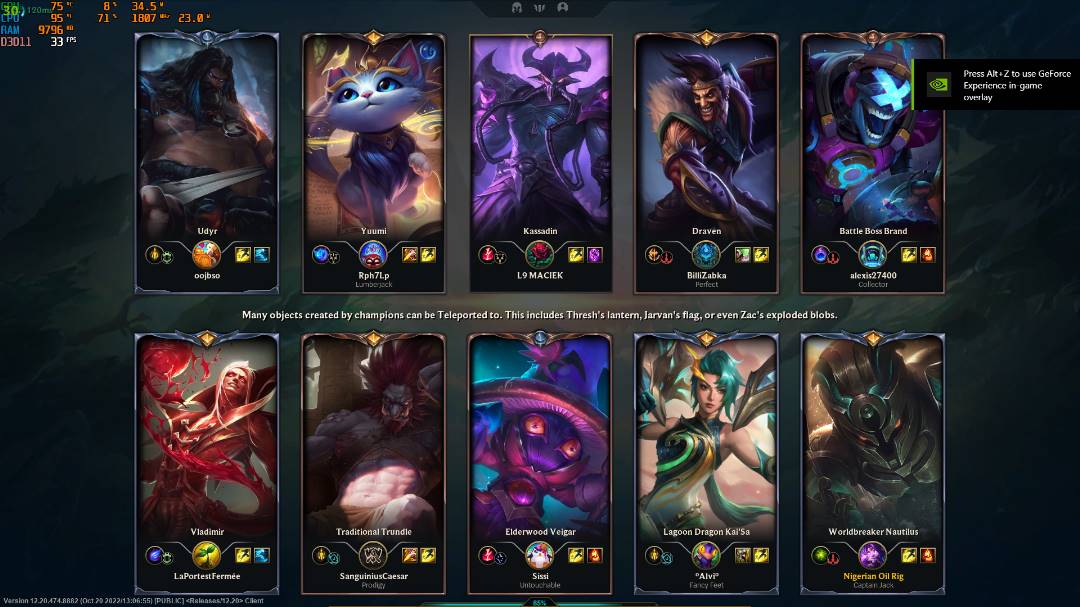 GPU 75 °C 8 % 34.5 W
30 / 120ms
CPU 95 °C 71 % 1807 MHz 23.0 W
RAM 9796 MB
D3D11 33 FPS
Press Alt+Z to use GeForce
Experience in-game
overlay
Udyr
oojbso
Yuumi
Rph7Lp
Lumberjack
Kassadin
L9 MACIEK
Draven
BilliZabka
Perfect
Battle Boss Brand
alexis27400
Collector
Many objects created by champions can be Teleported to. This includes Thresh's lantern, Jarvan's flag, or even Zac's exploded blobs.
Vladimir
LaPortestFermée
Traditional Trundle
SanguiniusCaesar
Prodigy
Elderwood Veigar
Sissi
Untouchable
Lagoon Dragon Kai'Sa
°Alvi°
Fancy Feet
Worldbreaker Nautilus
Nigerian Oil Rig
Captain Jack
Version 12.20.474.8882 (Oct 20 2022/13:06:55) [PUBLIC] <Releases/12.20> Client
85%